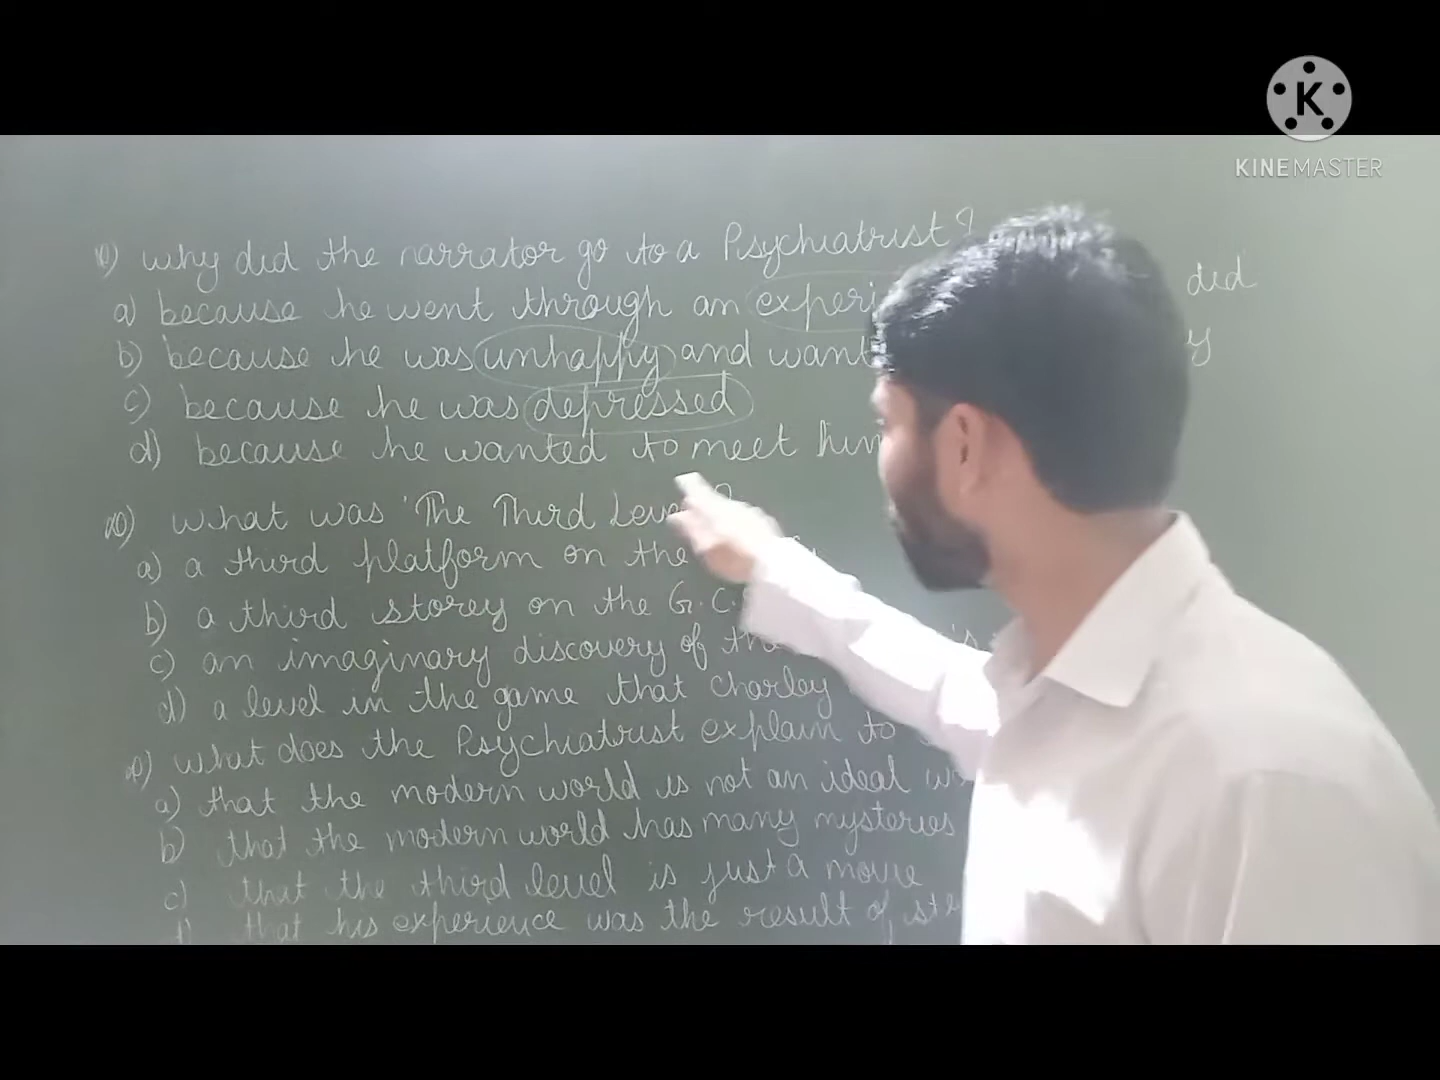 K
KINEMASTER
Q) why did the narrator go to a Psychiatrist?
a) because he went through an experi did
b) because he was unhappy and want y
c) because he was depressed
d) because he wanted to meet him
Q) what was 'The Third Level?
a) a third platform on the
b) a third storey on the G.C.
c) an imaginary discovery of the 's
d) a level in the game that Charley
Q) what does the Psychiatrist explain to
a) that the modern world is not an ideal w
b) that the modern world has many mysteries
c) that the third level is just a movie
d) that his experience was the result of st